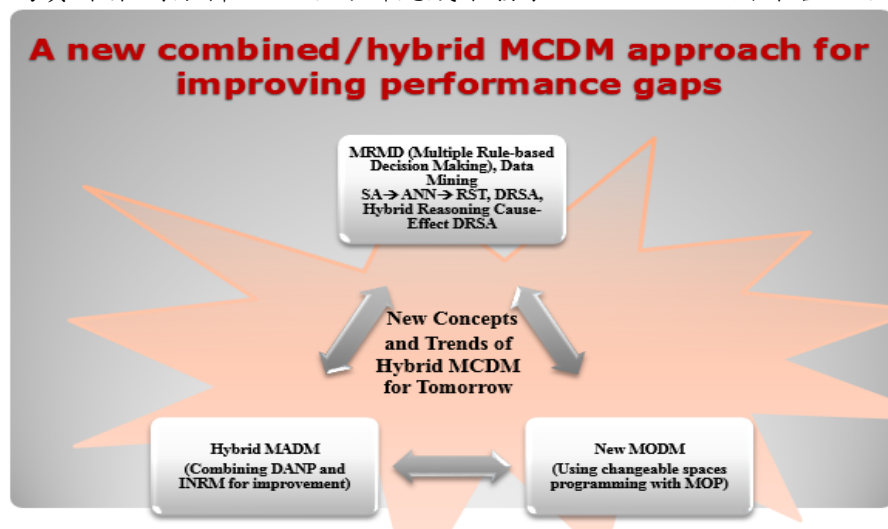 A new combined/hybrid MCDM approach for
improving performance gaps
MRMD (Multiple Rule-based
Decision Making), Data
Mining
SA→ ANN→ RST, DRSA,
Hybrid Reasoning Cause-
Effect DRSA
New Concepts
and Trends of
Hybrid MCDM
for Tomorrow
Hybrid MADM
(Combining DANP and
INRM for improvement)
New MODM
(Using changeable spaces
programming with MOP)